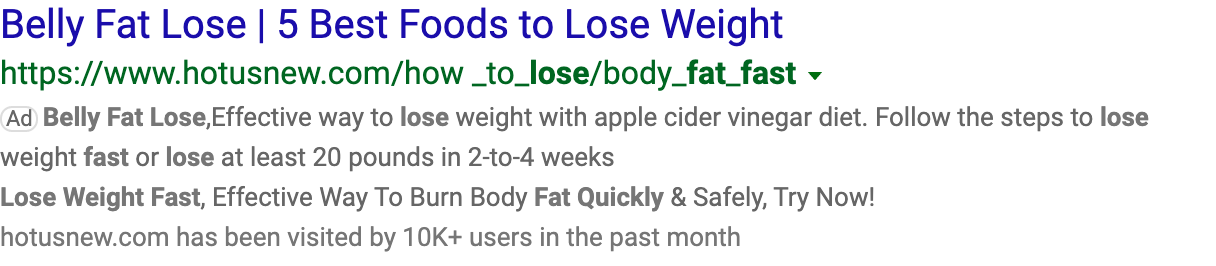 Belly Fat Lose | 5 Best Foods to Lose Weight
https://www.hotusnew.com/how _to_lose/body_fat_fast
Ad Belly Fat Lose,Effective way to lose weight with apple cider vinegar diet. Follow the steps to lose
weight fast or lose at least 20 pounds in 2-to-4 weeks
Lose Weight Fast, Effective Way To Burn Body Fat Quickly & Safely, Try Now!
hotusnew.com has been visited by 10K+ users in the past month